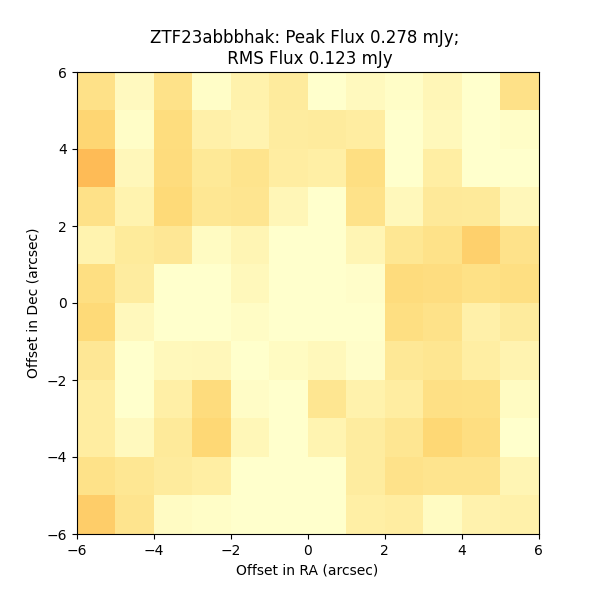 ZTF23abbbhak: Peak Flux 0.278 mJy;
RMS Flux 0.123 mJy
6
4
2
0
−2
−4
−6
Offset in Dec (arcsec)
−6 −4 −2 0 2 4 6
Offset in RA (arcsec)